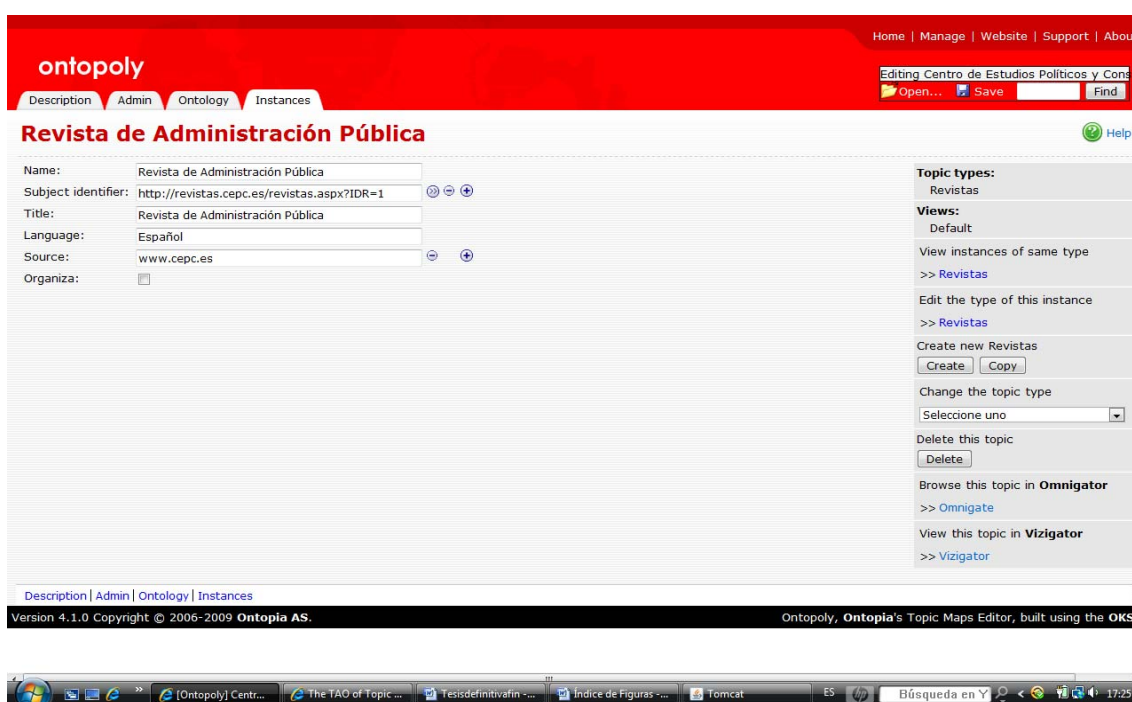 Home | Manage | Website | Support | Abou
ontopoly
Editing Centro de Estudios Políticos y Cons
Open... Save Find
Description Admin Ontology Instances
Revista de Administración Pública
Help
Name: Revista de Administración Pública
Subject identifier: http://revistas.cepc.es/revistas.aspx?IDR=1
Title: Revista de Administración Pública
Language: Español
Source: www.cepc.es
Organiza:
Topic types:
Revistas
Views:
Default
View instances of same type
>> Revistas
Edit the type of this instance
>> Revistas
Create new Revistas
Create Copy
Change the topic type
Seleccione uno
Delete this topic
Delete
Browse this topic in Omnigator
>> Omnigate
View this topic in Vizigator
>> Vizigator
Description | Admin | Ontology | Instances
Version 4.1.0 Copyright © 2006-2009 Ontopia AS. Ontopoly, Ontopia's Topic Maps Editor, built using the OKS
[Ontopoly] Centr... The TAO of Topic ... Tesisdefinitivafin -... Índice de Figuras -... Tomcat ES hp Búsqueda en Y 17:25